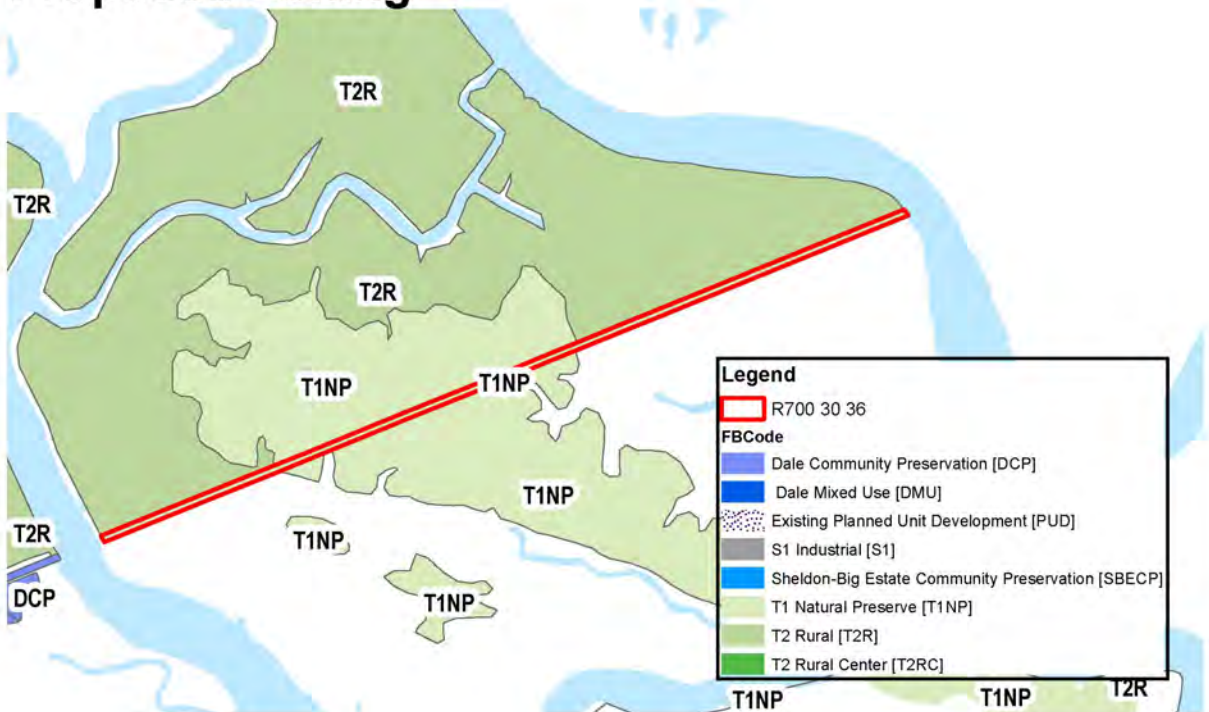 T2R
T2R
T2R
T1NP
T1NP
T1NP
T2R
T1NP
DCP
T1NP
Legend
R700 30 36
FBCode
Dale Community Preservation [DCP]
Dale Mixed Use [DMU]
Existing Planned Unit Development [PUD]
S1 Industrial [S1]
Sheldon-Big Estate Community Preservation [SBECP]
T1 Natural Preserve [T1NP]
T2 Rural [T2R]
T2 Rural Center [T2RC]
T1NP
T1NP
T2R